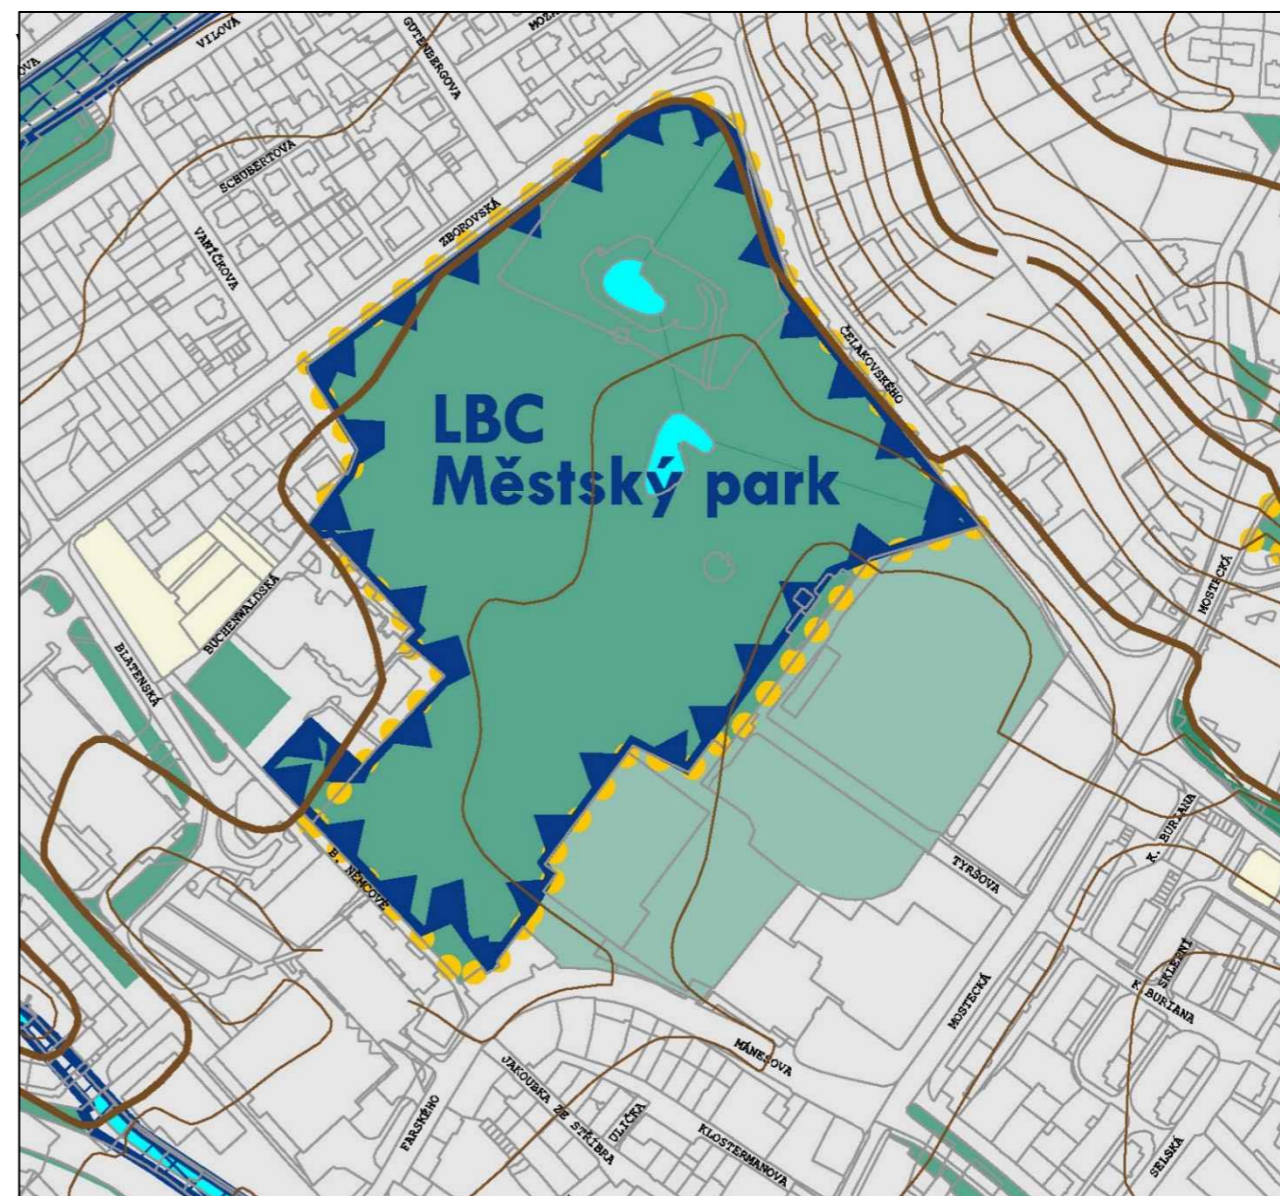 VILOVÁ
GUTENBERGOVA
SCHUBERTOVA
VANÍČKOVA
ZBOROVSKÁ
ČELAKOVSKÉHO
LBC
Městský park
MOSTECKÁ
BUCHENWALDSKÁ
BLATENSKÁ
B. NĚMCOVÉ
TYRŠOVA
K. BURIANA
SKLEPNÍ
K. BURIANA
MOSTECKÁ
MÁNESOVA
JAKOUBKA ZE STŘÍBRA
FARSKÉHO
ULIČKA
KLOSTERMANOVA
SELSKÁ